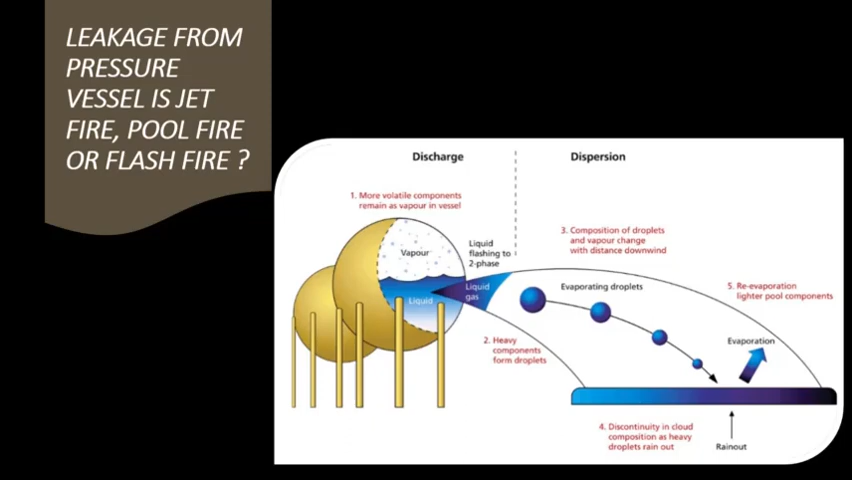 LEAKAGE FROM
PRESSURE
VESSEL IS JET
FIRE, POOL FIRE
OR FLASH FIRE ?
Discharge
Dispersion
1. More volatile components
remain as vapour in vessel
Vapour
Liquid
flashing to
2-phase
3. Composition of droplets
and vapour change
with distance downwind
Liquid
Liquid
gas
Evaporating droplets
5. Re-evaporation
lighter pool components
2. Heavy
components
form droplets
Evaporation
4. Discontinuity in cloud
composition as heavy
droplets rain out
Rainout